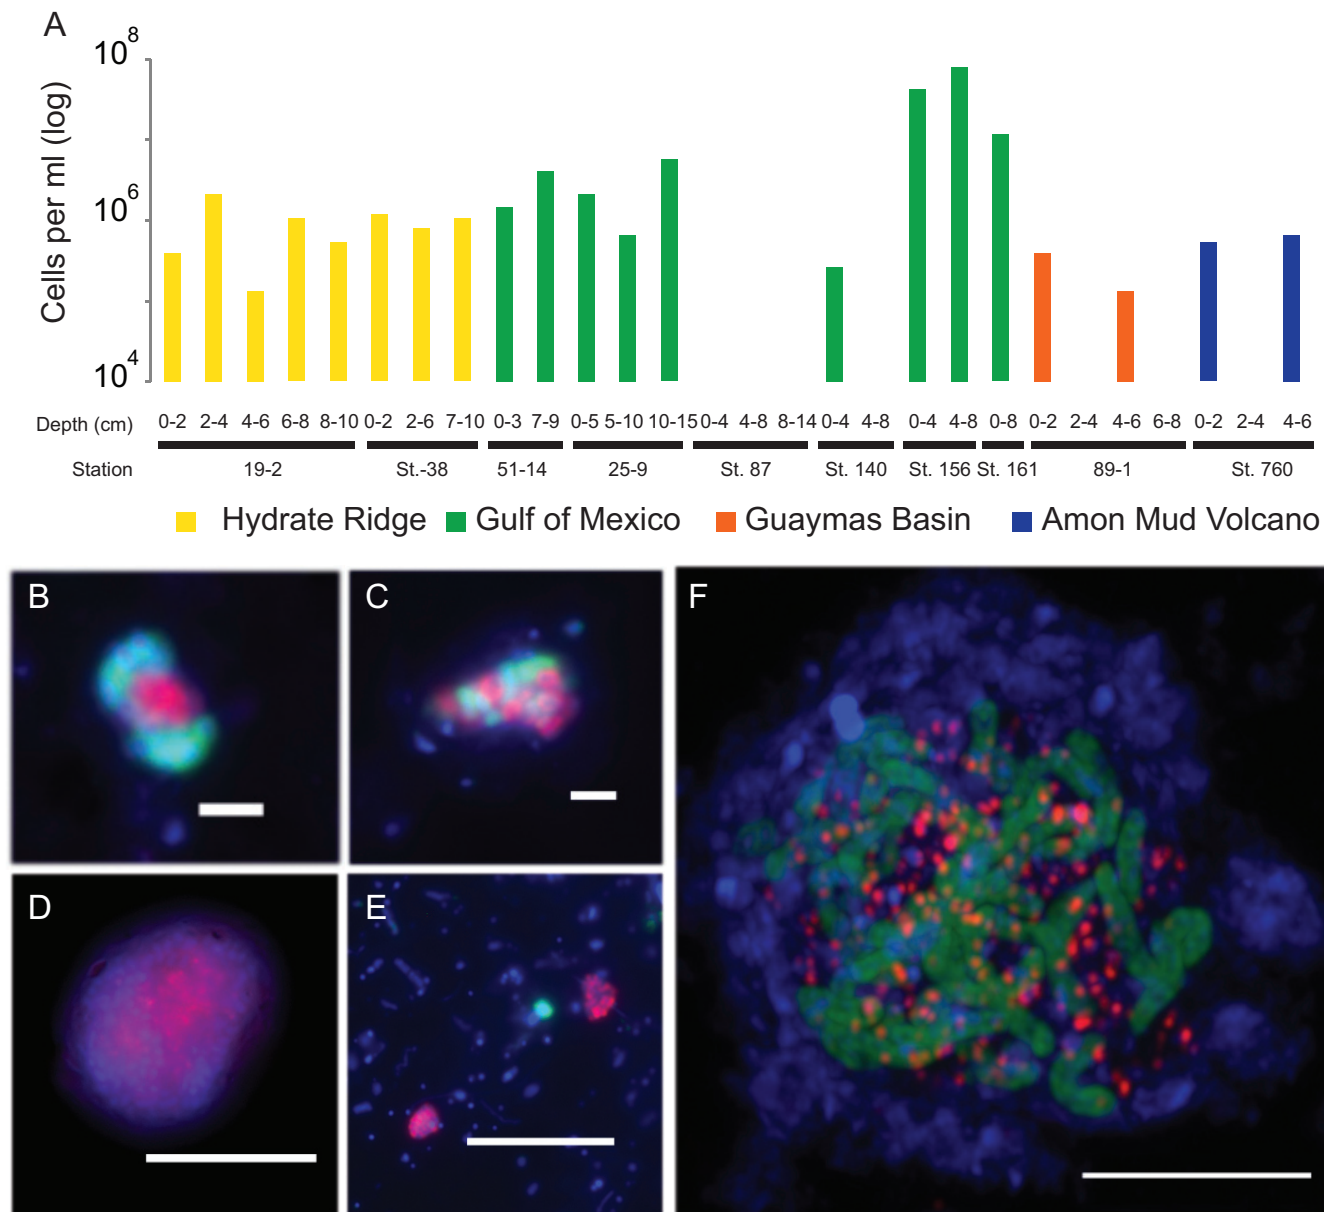 A
10^8
10^6
10^4
Cells per ml (log)
Depth (cm) 0-2 2-4 4-6 6-8 8-10 0-2 2-6 7-10 0-3 7-9 0-5 5-10 10-15 0-4 4-8 8-14 0-4 4-8 0-4 4-8 0-8 0-2 2-4 4-6 6-8 0-2 2-4 4-6
Station 19-2 St.-38 51-14 25-9 St. 87 St. 140 St. 156 St. 161 89-1 St. 760
Hydrate Ridge Gulf of Mexico Guaymas Basin Amon Mud Volcano
B
C
F
D
E